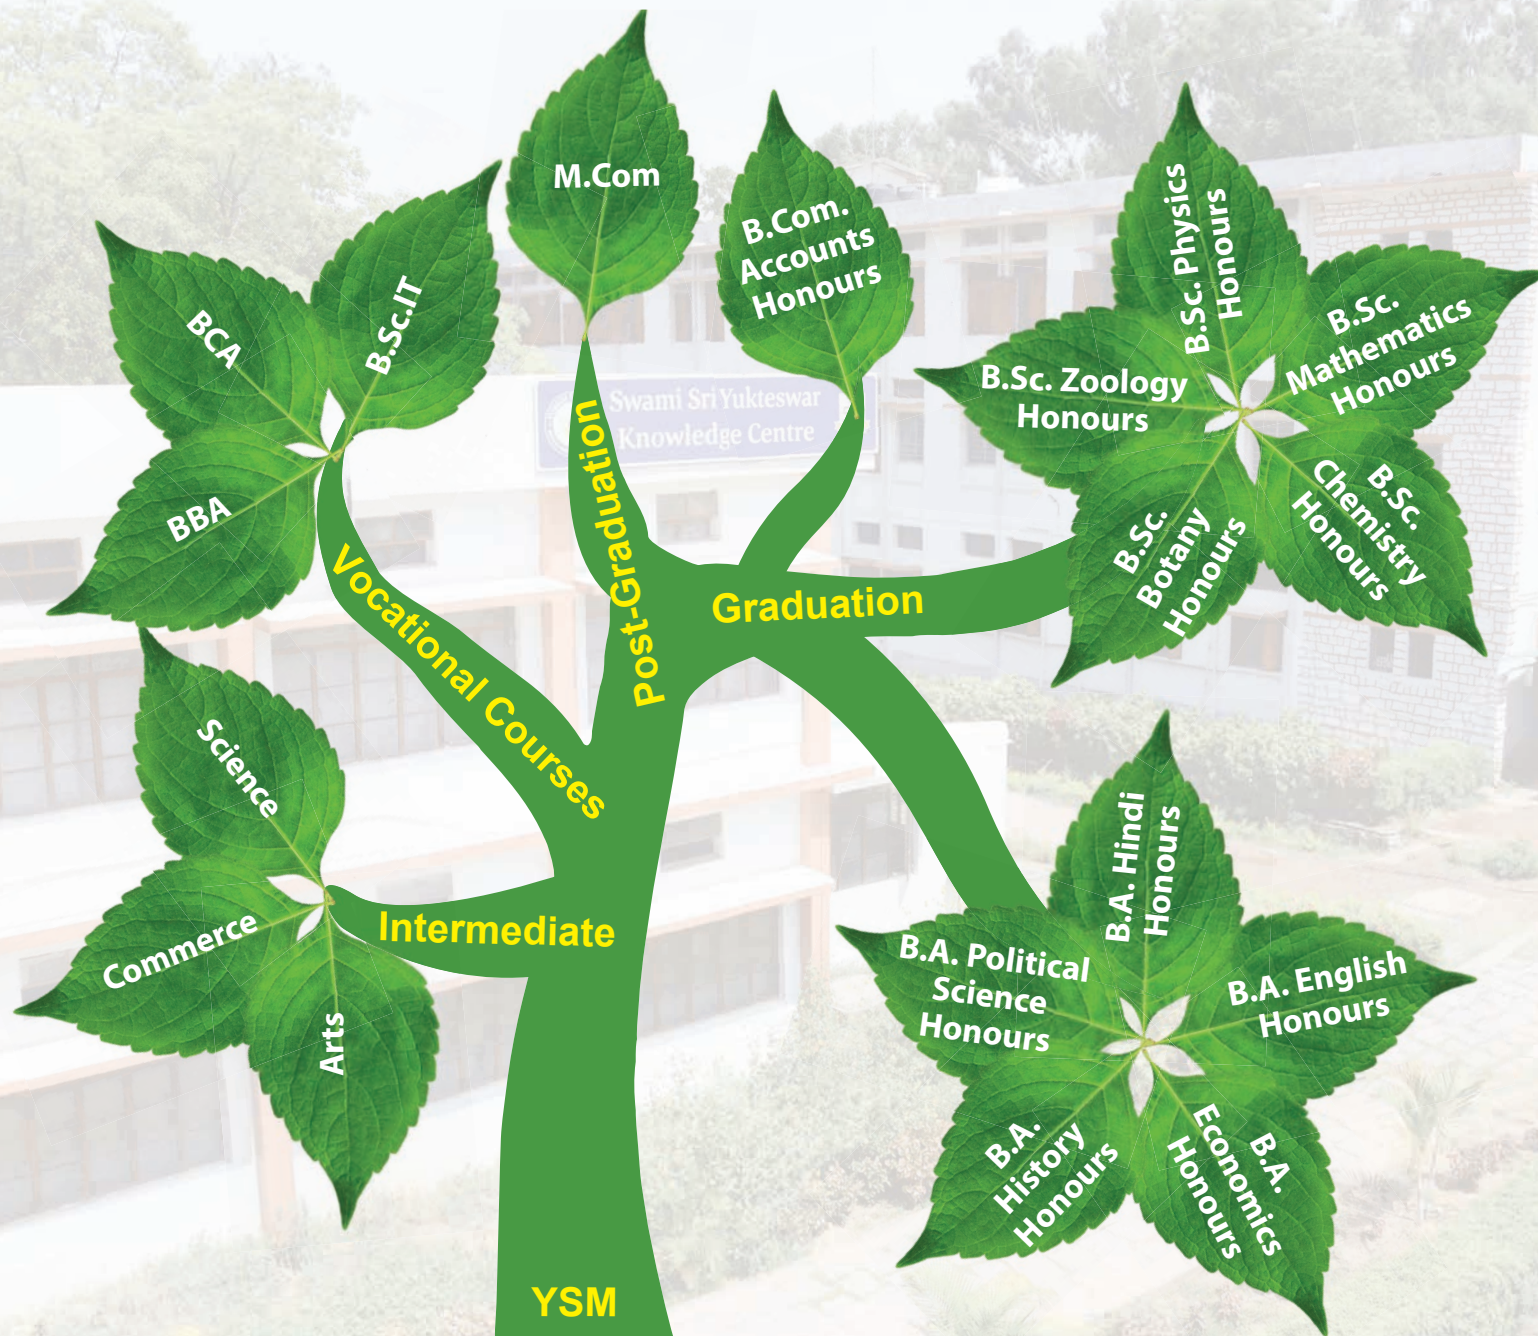 M.Com
B.Com.
Accounts
Honours
B.Sc. Physics
Honours
B.Sc.
Mathematics
Honours
B.Sc. Zoology
Honours
B.Sc.
Chemistry
Honours
B.Sc.
Botany
Honours
BCA
B.Sc.IT
BBA
Swami Sri Yukteswar
Knowledge Centre
Post-Graduation
Graduation
Vocational Courses
Science
Commerce
Arts
Intermediate
B.A. Hindi
Honours
B.A. Political
Science
Honours
B.A. English
Honours
B.A.
History
Honours
B.A.
Economics
Honours
YSM